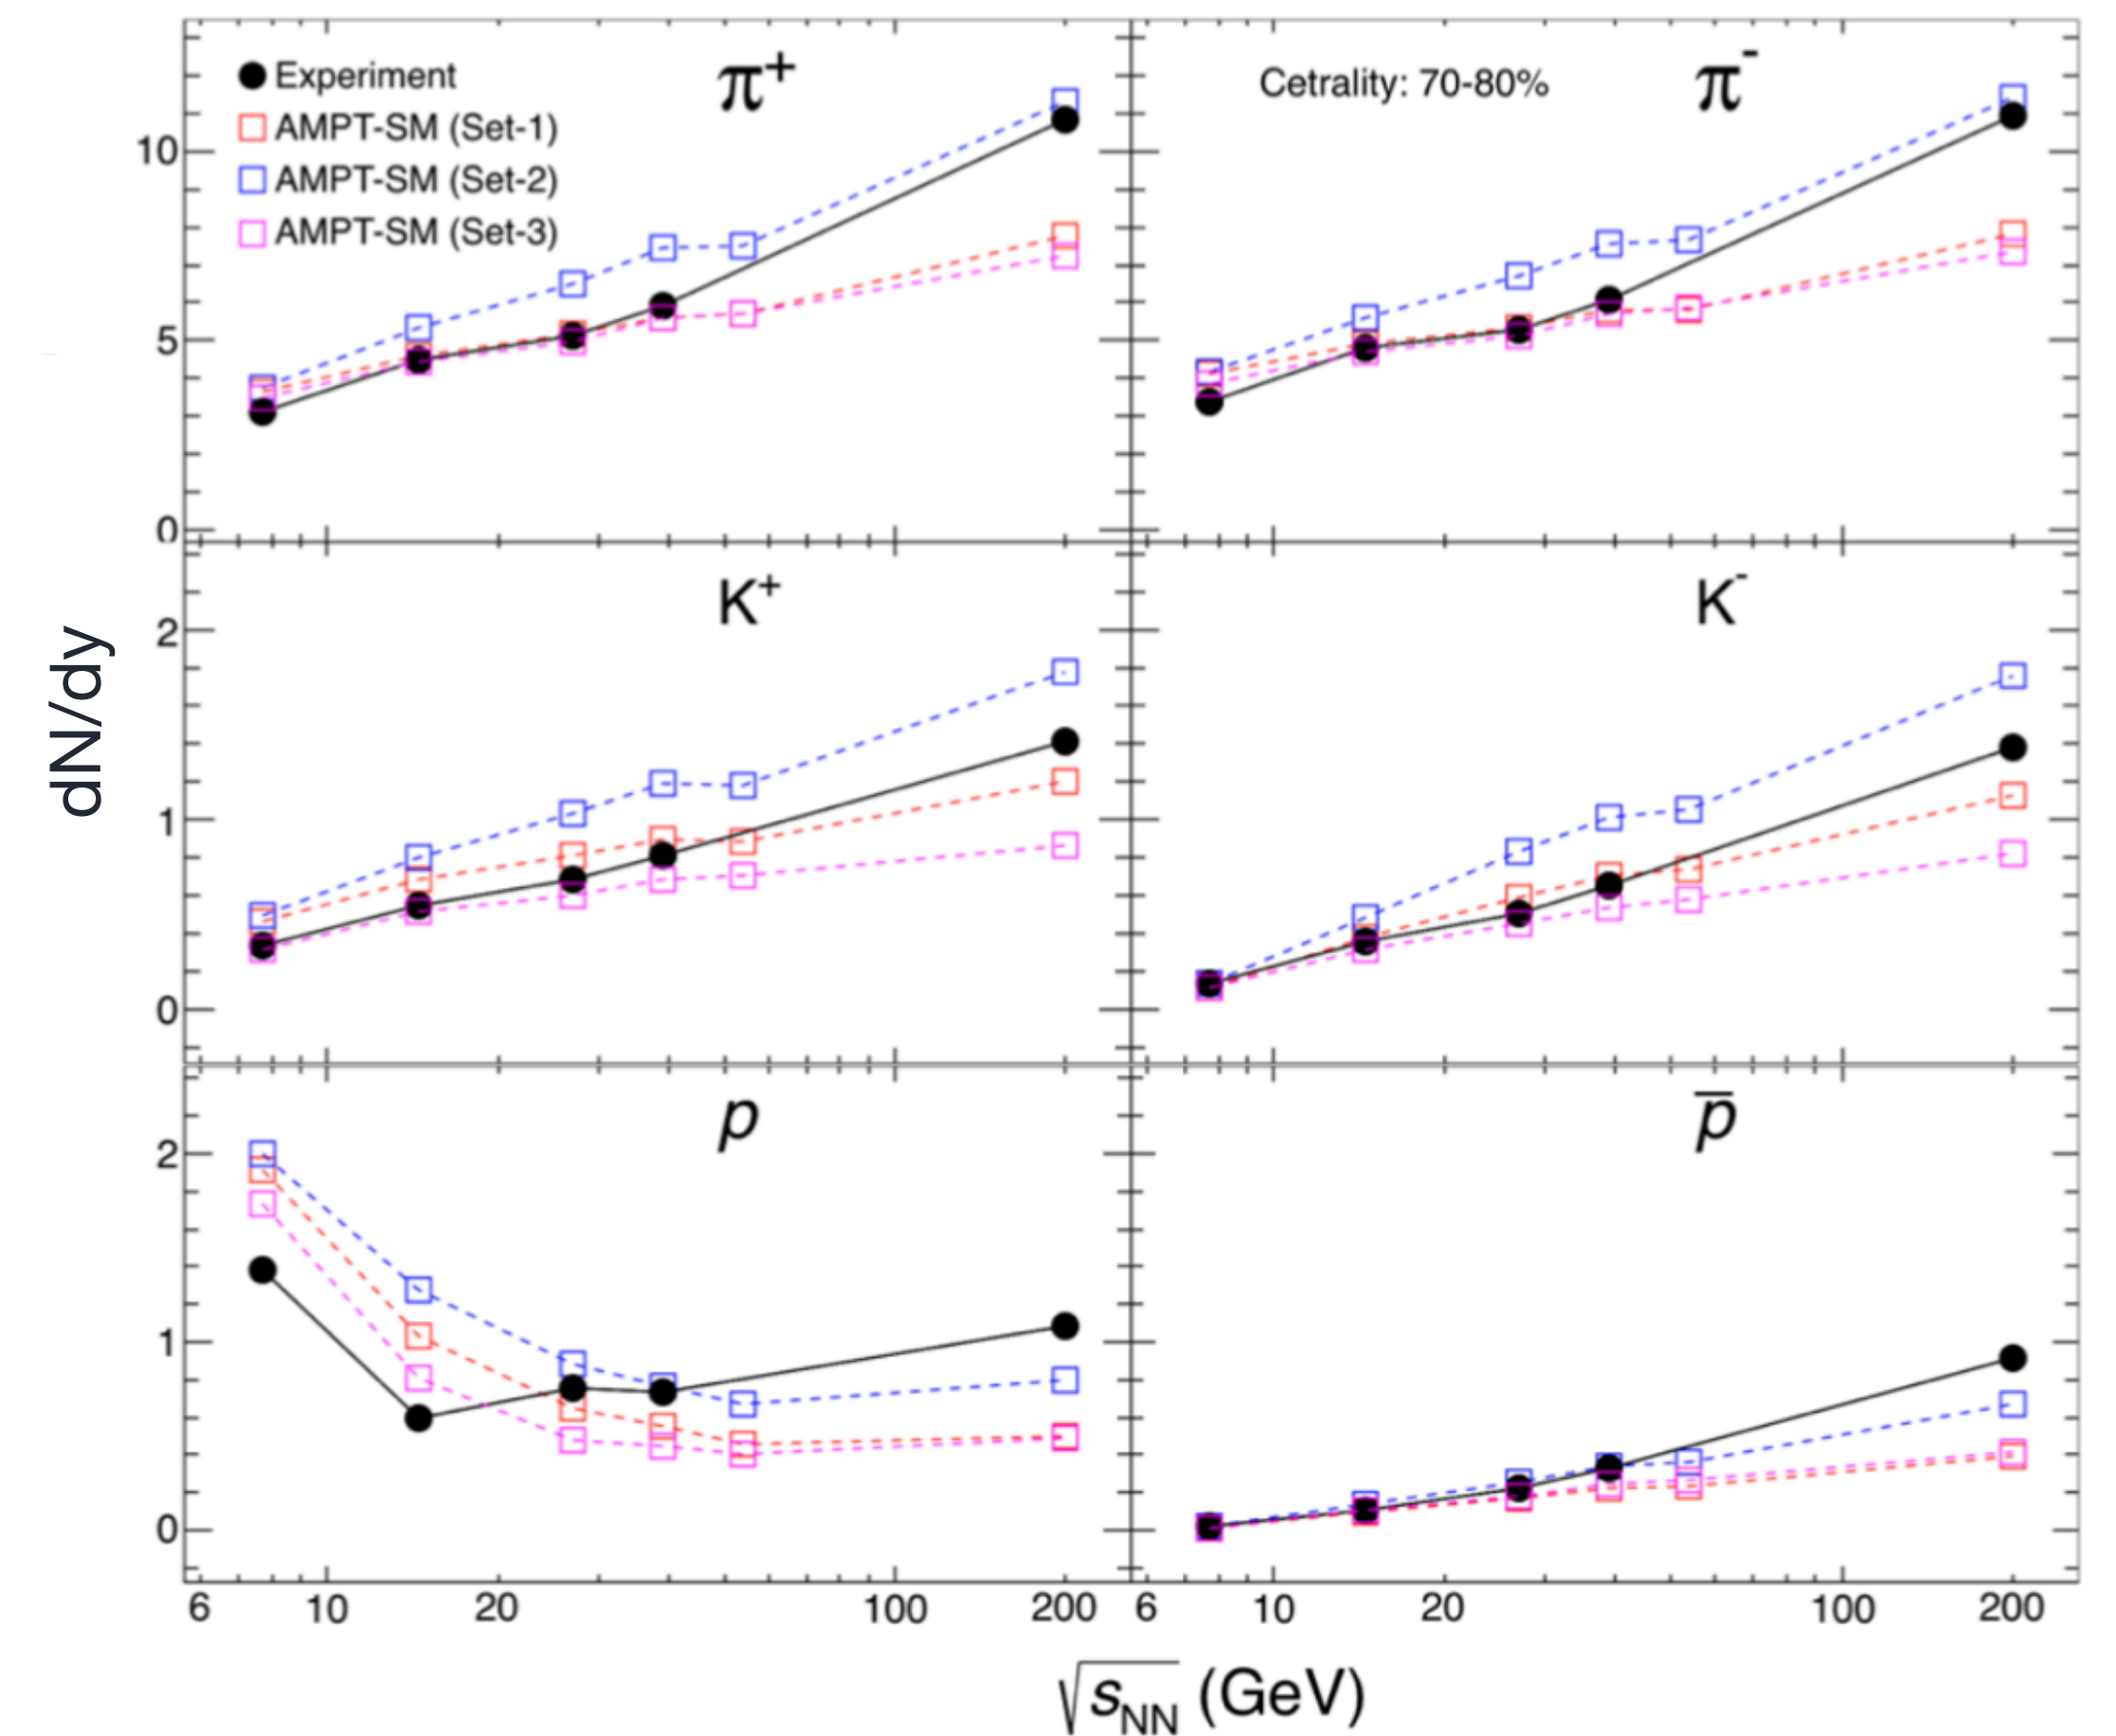 π+
Experiment
AMPT-SM (Set-1)
AMPT-SM (Set-2)
AMPT-SM (Set-3)
Cetrality: 70-80%
π-
10
5
0
K+
K-
2
1
0
dN/dy
p
p̅
2
1
0
6 10 20 100 200 6 10 20 100 200
√sNN (GeV)